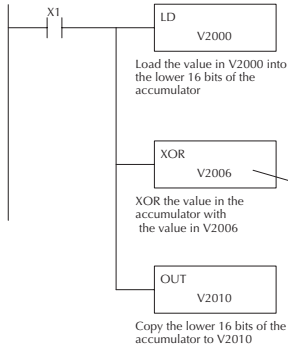 X1
LD
V2000
Load the value in V2000 into
the lower 16 bits of the
accumulator
XOR
V2006
XOR the value in the
accumulator with
the value in V2006
OUT
V2010
Copy the lower 16 bits of the
accumulator to V2010